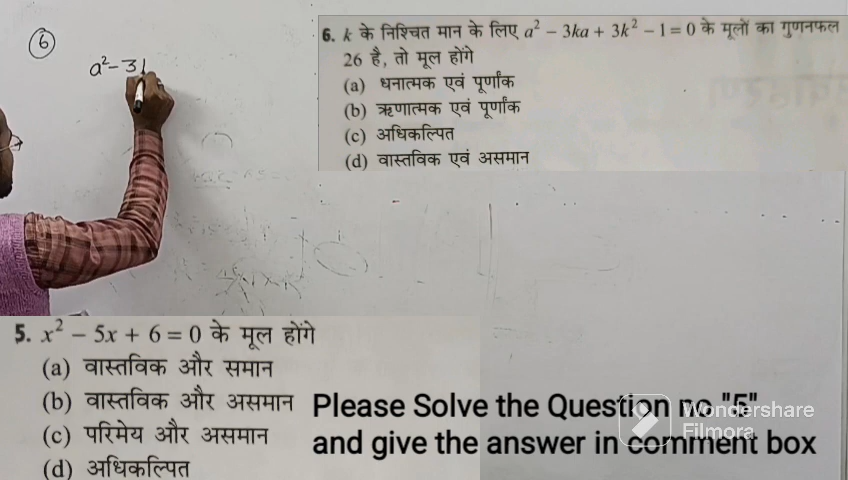 6
a²-3
6. k के निश्चित मान के लिए a² - 3ka + 3k² - 1 = 0 के मूलों का गुणनफल
26 है, तो मूल होंगे
(a) धनात्मक एवं पूर्णांक
(b) ऋणात्मक एवं पूर्णांक
(c) अधिकल्पित
(d) वास्तविक एवं असमान
5. x² - 5x + 6 = 0 के मूल होंगे
(a) वास्तविक और समान
(b) वास्तविक और असमान
(c) परिमेय और असमान
(d) अधिकल्पित
Please Solve the Question no "5"
and give the answer in comment box
Wondershare
Filmora